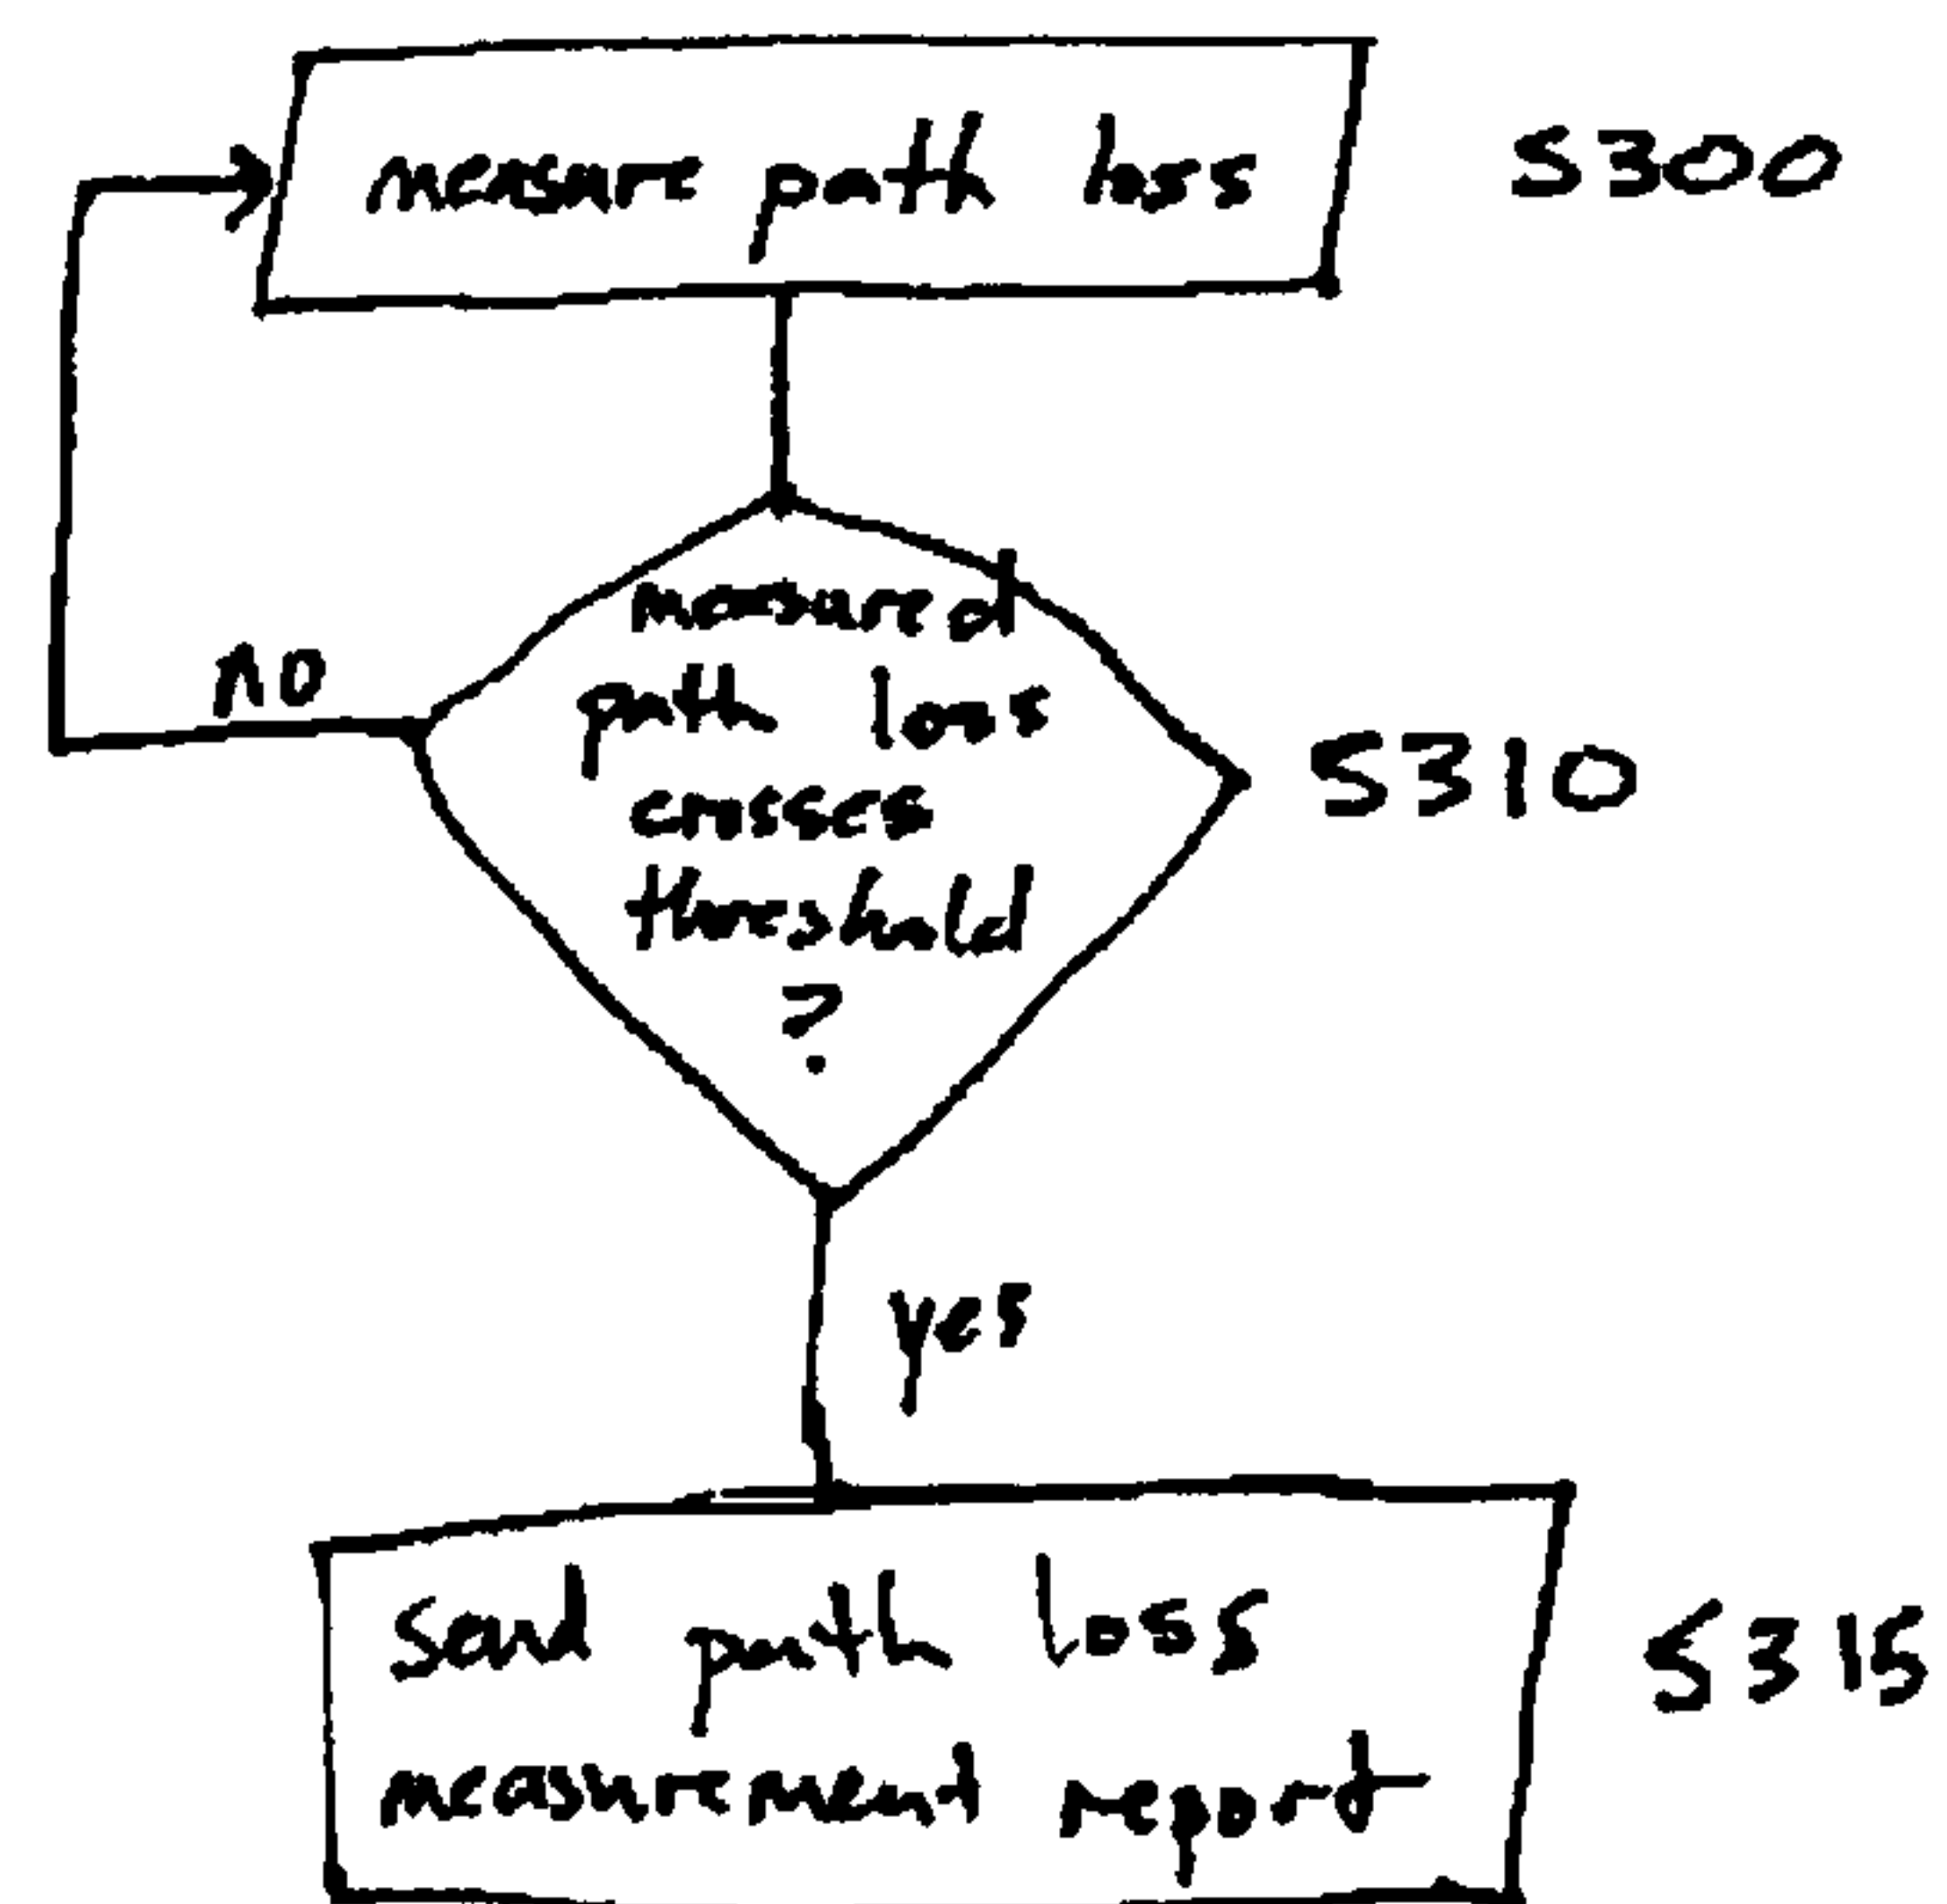 measure path loss S300
no
measured
path loss
crosses
threshold
?
S310
yes
Send path loss
measurement report
S315